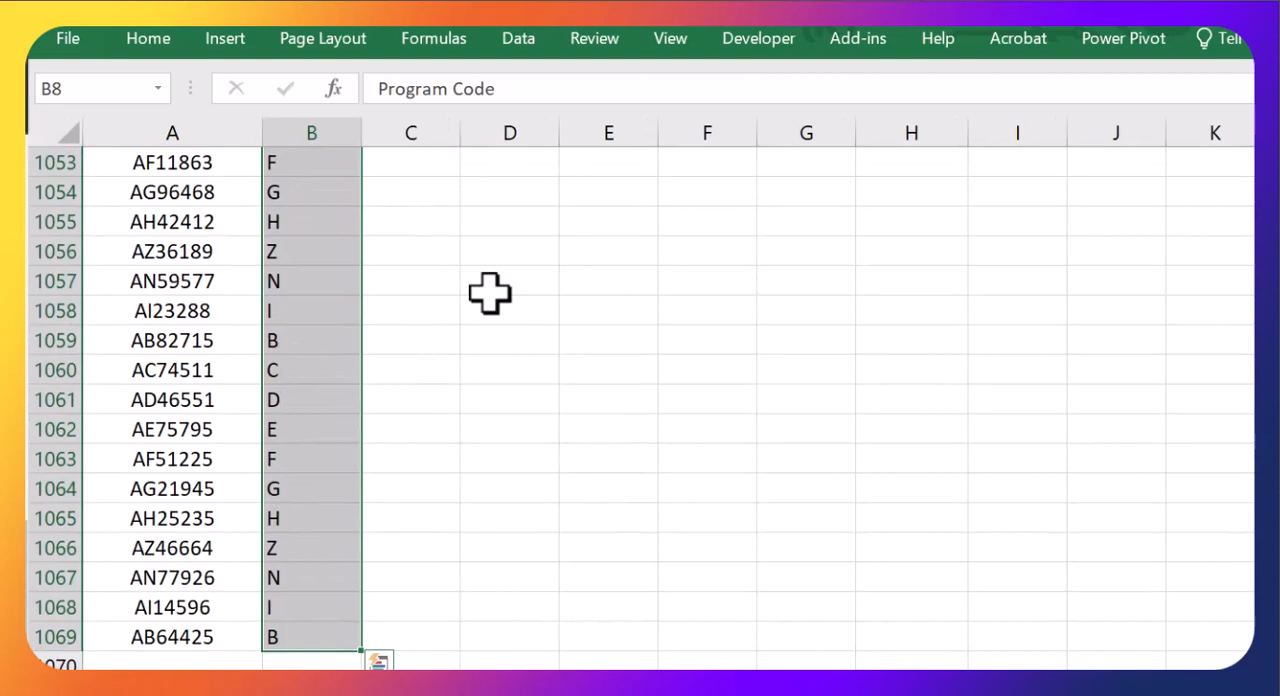 File Home Insert Page Layout Formulas Data Review View Developer Add-ins Help Acrobat Power Pivot Tell
B8 fx Program Code
A B C D E F G H I J K
1053 AF11863 F
1054 AG96468 G
1055 AH42412 H
1056 AZ36189 Z
1057 AN59577 N
1058 AI23288 I
1059 AB82715 B
1060 AC74511 C
1061 AD46551 D
1062 AE75795 E
1063 AF51225 F
1064 AG21945 G
1065 AH25235 H
1066 AZ46664 Z
1067 AN77926 N
1068 AI14596 I
1069 AB64425 B
1070